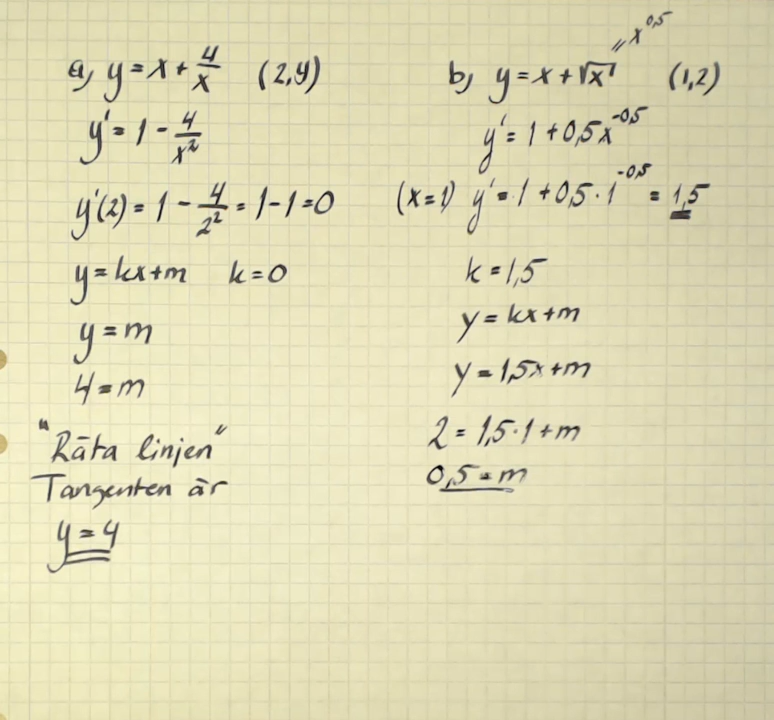 a) y = x + 4/x (2,4)
y' = 1 - 4/x²
y'(2) = 1 - 4/2² = 1-1=0
y = kx+m k=0
y = m
4 = m
"Räta linjen"
Tangenten är
y = 4
= x^0,5
b) y = x + √x (1,2)
y' = 1 + 0,5x^-0,5
(x=1) y' = 1 + 0,5 · 1^-0,5 = 1,5
k = 1,5
y = kx+m
y = 1,5x+m
2 = 1,5·1+m
0,5 = m